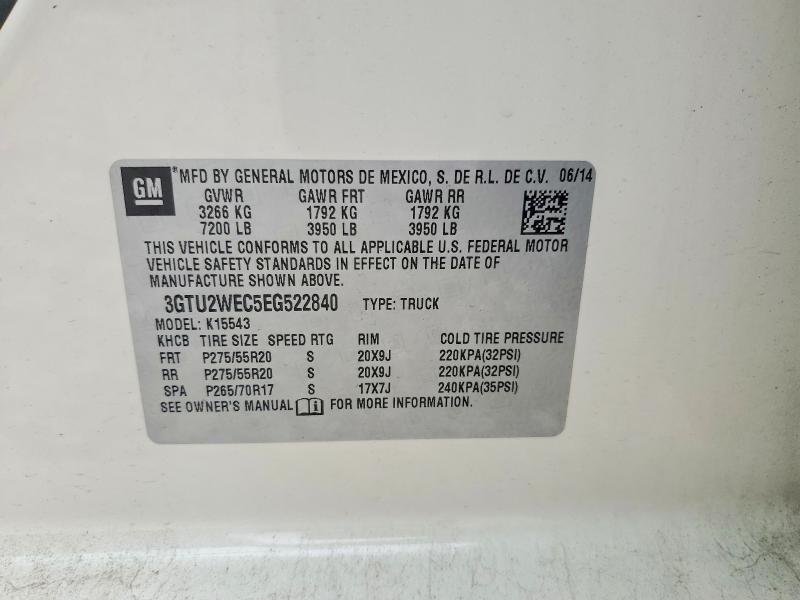 GM ® MFD BY GENERAL MOTORS DE MEXICO, S. DE R.L. DE C.V. 06/14
GVWR GAWR FRT GAWR RR
3266 KG 1792 KG 1792 KG
7200 LB 3950 LB 3950 LB
THIS VEHICLE CONFORMS TO ALL APPLICABLE U.S. FEDERAL MOTOR
VEHICLE SAFETY STANDARDS IN EFFECT ON THE DATE OF
MANUFACTURE SHOWN ABOVE.
3GTU2WEC5EG522840 TYPE: TRUCK
MODEL: K15543
KHCB TIRE SIZE SPEED RTG RIM COLD TIRE PRESSURE
FRT P275/55R20 S 20X9J 220KPA(32PSI)
RR P275/55R20 S 20X9J 220KPA(32PSI)
SPA P265/70R17 S 17X7J 240KPA(35PSI)
SEE OWNER'S MANUAL FOR MORE INFORMATION.